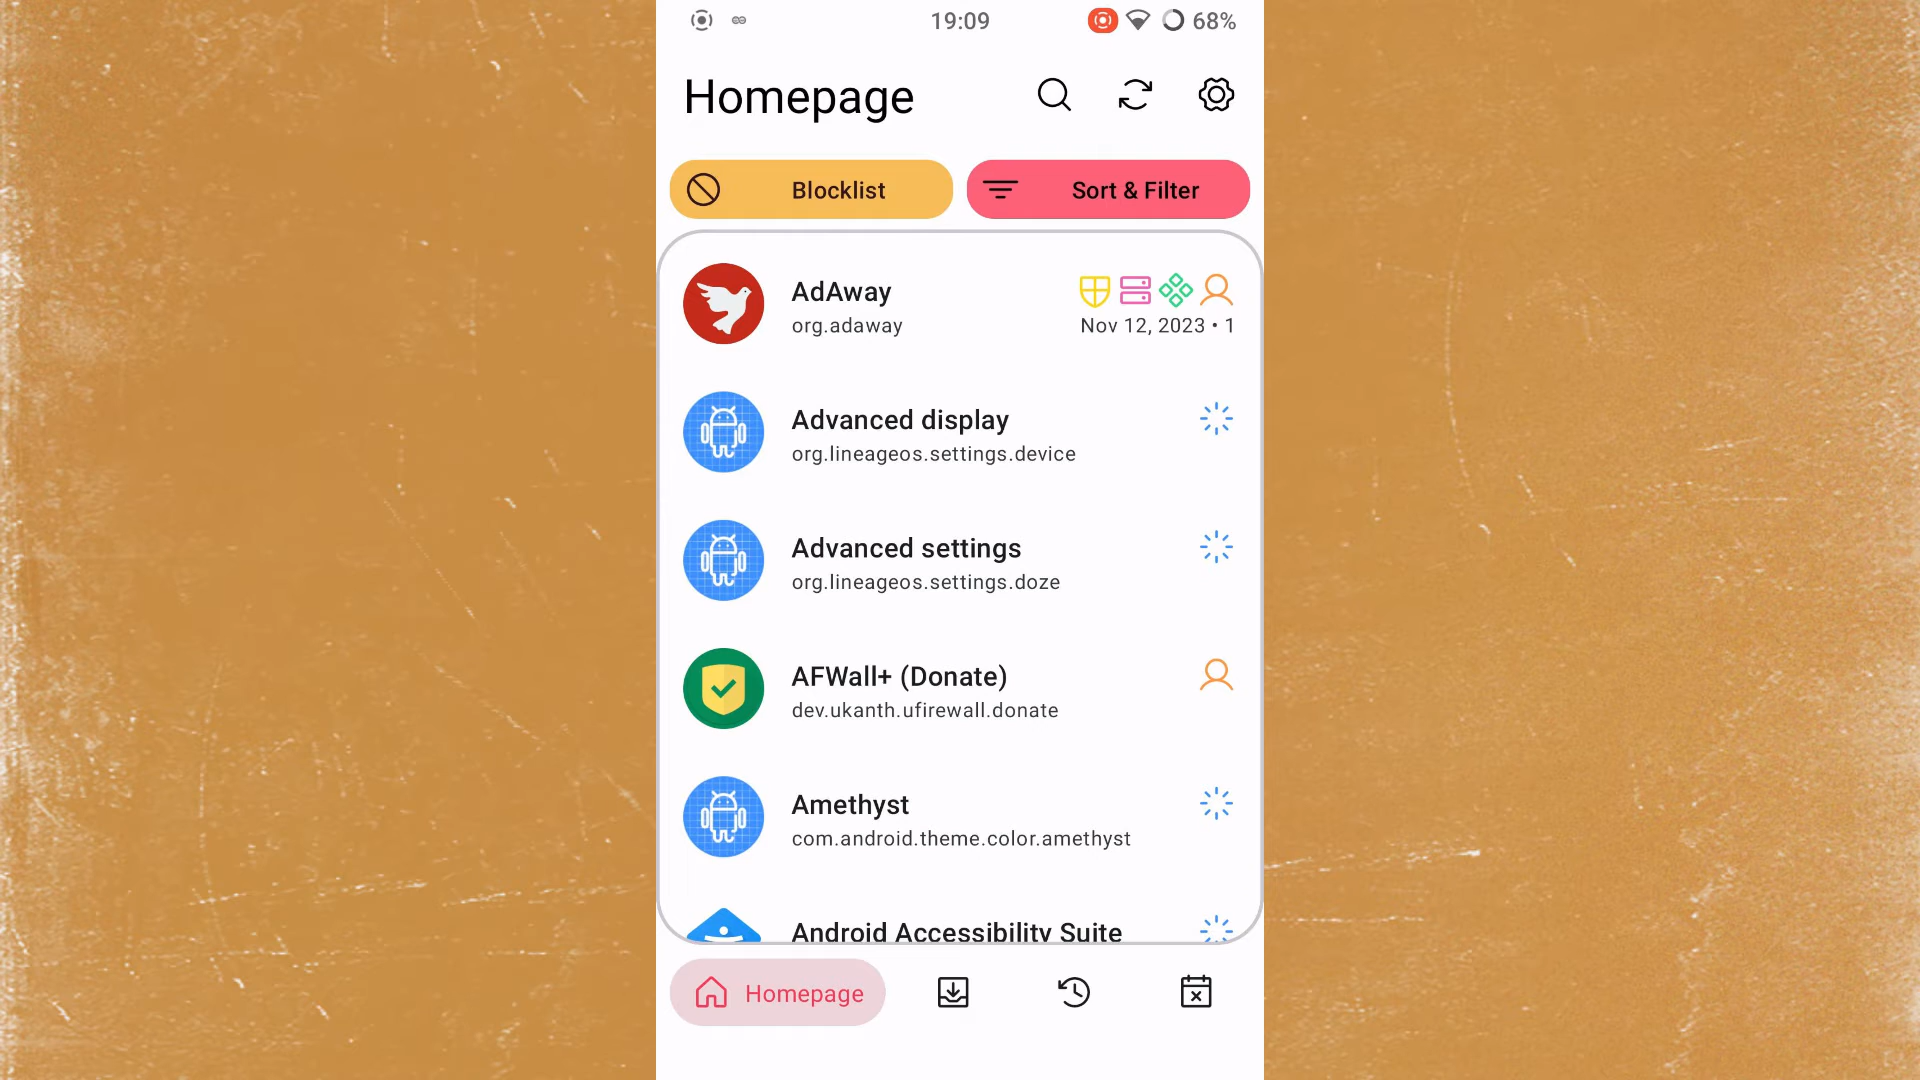 19:09
68%
Homepage
Blocklist
Sort & Filter
AdAway
org.adaway
Nov 12, 2023 • 1
Advanced display
org.lineageos.settings.device
Advanced settings
org.lineageos.settings.doze
AFWall+ (Donate)
dev.ukanth.ufirewall.donate
Amethyst
com.android.theme.color.amethyst
Android Accessibility Suite
Homepage